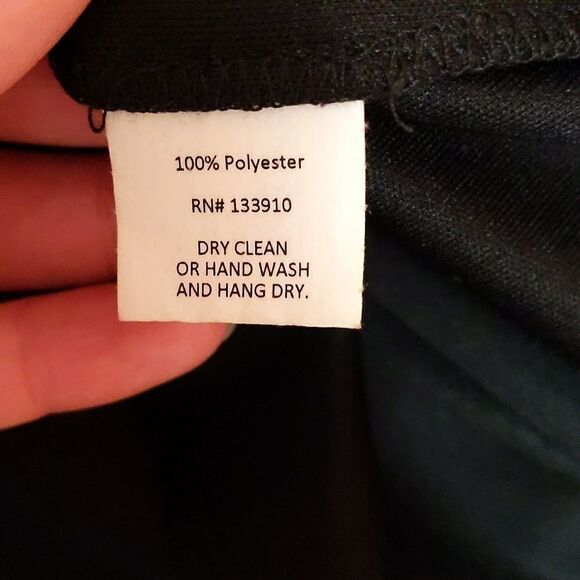 100% Polyester
RN# 133910
DRY CLEAN
OR HAND WASH
AND HANG DRY.